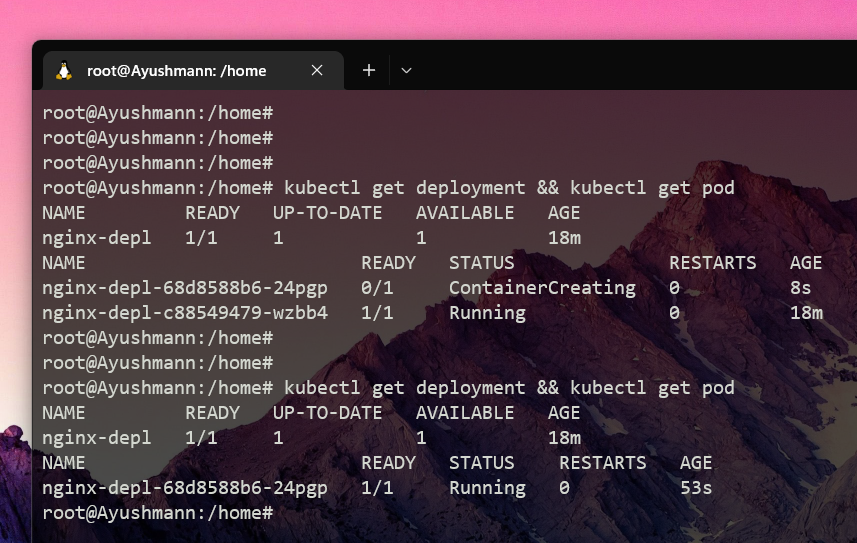 root@Ayushmann: /home
root@Ayushmann:/home#
root@Ayushmann:/home#
root@Ayushmann:/home#
root@Ayushmann:/home# kubectl get deployment && kubectl get pod
NAME READY UP-TO-DATE AVAILABLE AGE
nginx-depl 1/1 1 1 18m
NAME READY STATUS RESTARTS AGE
nginx-depl-68d8588b6-24pgp 0/1 ContainerCreating 0 8s
nginx-depl-c88549479-wzbb4 1/1 Running 0 18m
root@Ayushmann:/home#
root@Ayushmann:/home#
root@Ayushmann:/home# kubectl get deployment && kubectl get pod
NAME READY UP-TO-DATE AVAILABLE AGE
nginx-depl 1/1 1 1 18m
NAME READY STATUS RESTARTS AGE
nginx-depl-68d8588b6-24pgp 1/1 Running 0 53s
root@Ayushmann:/home#